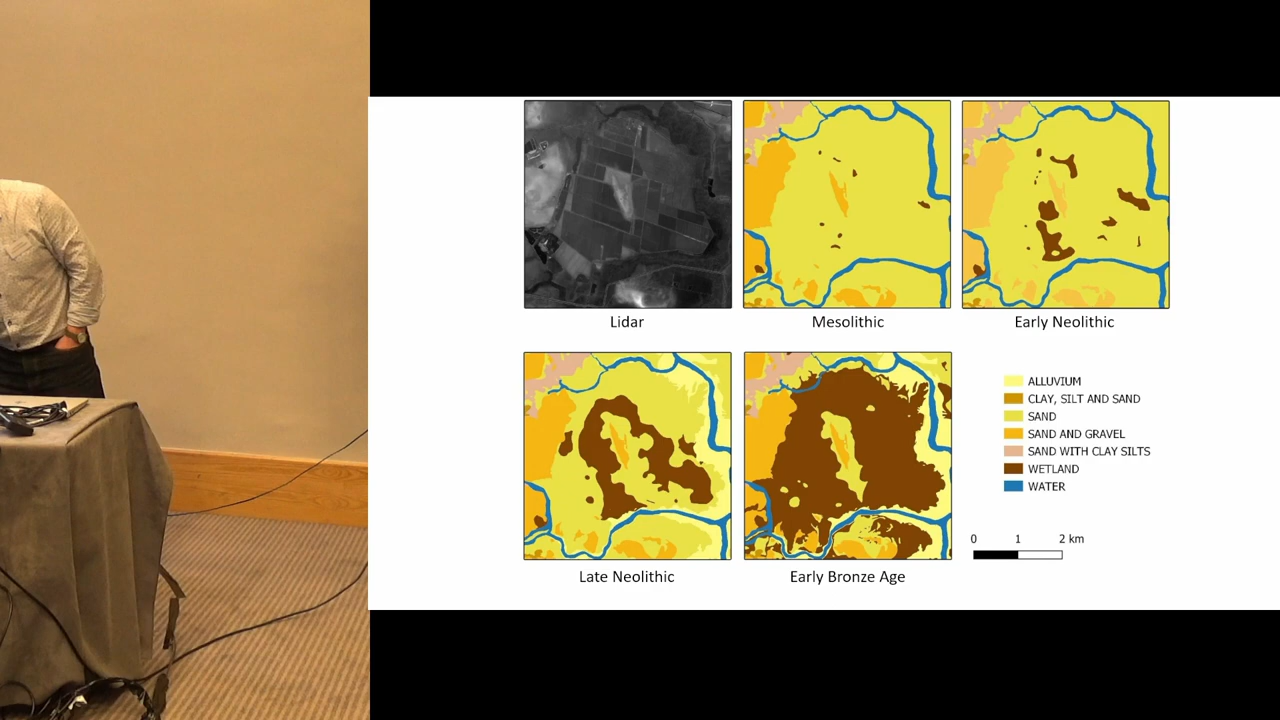 Lidar
Mesolithic
Early Neolithic
Late Neolithic
Early Bronze Age
ALLUVIUM
CLAY, SILT AND SAND
SAND
SAND AND GRAVEL
SAND WITH CLAY SILTS
WETLAND
WATER
0 1 2 km